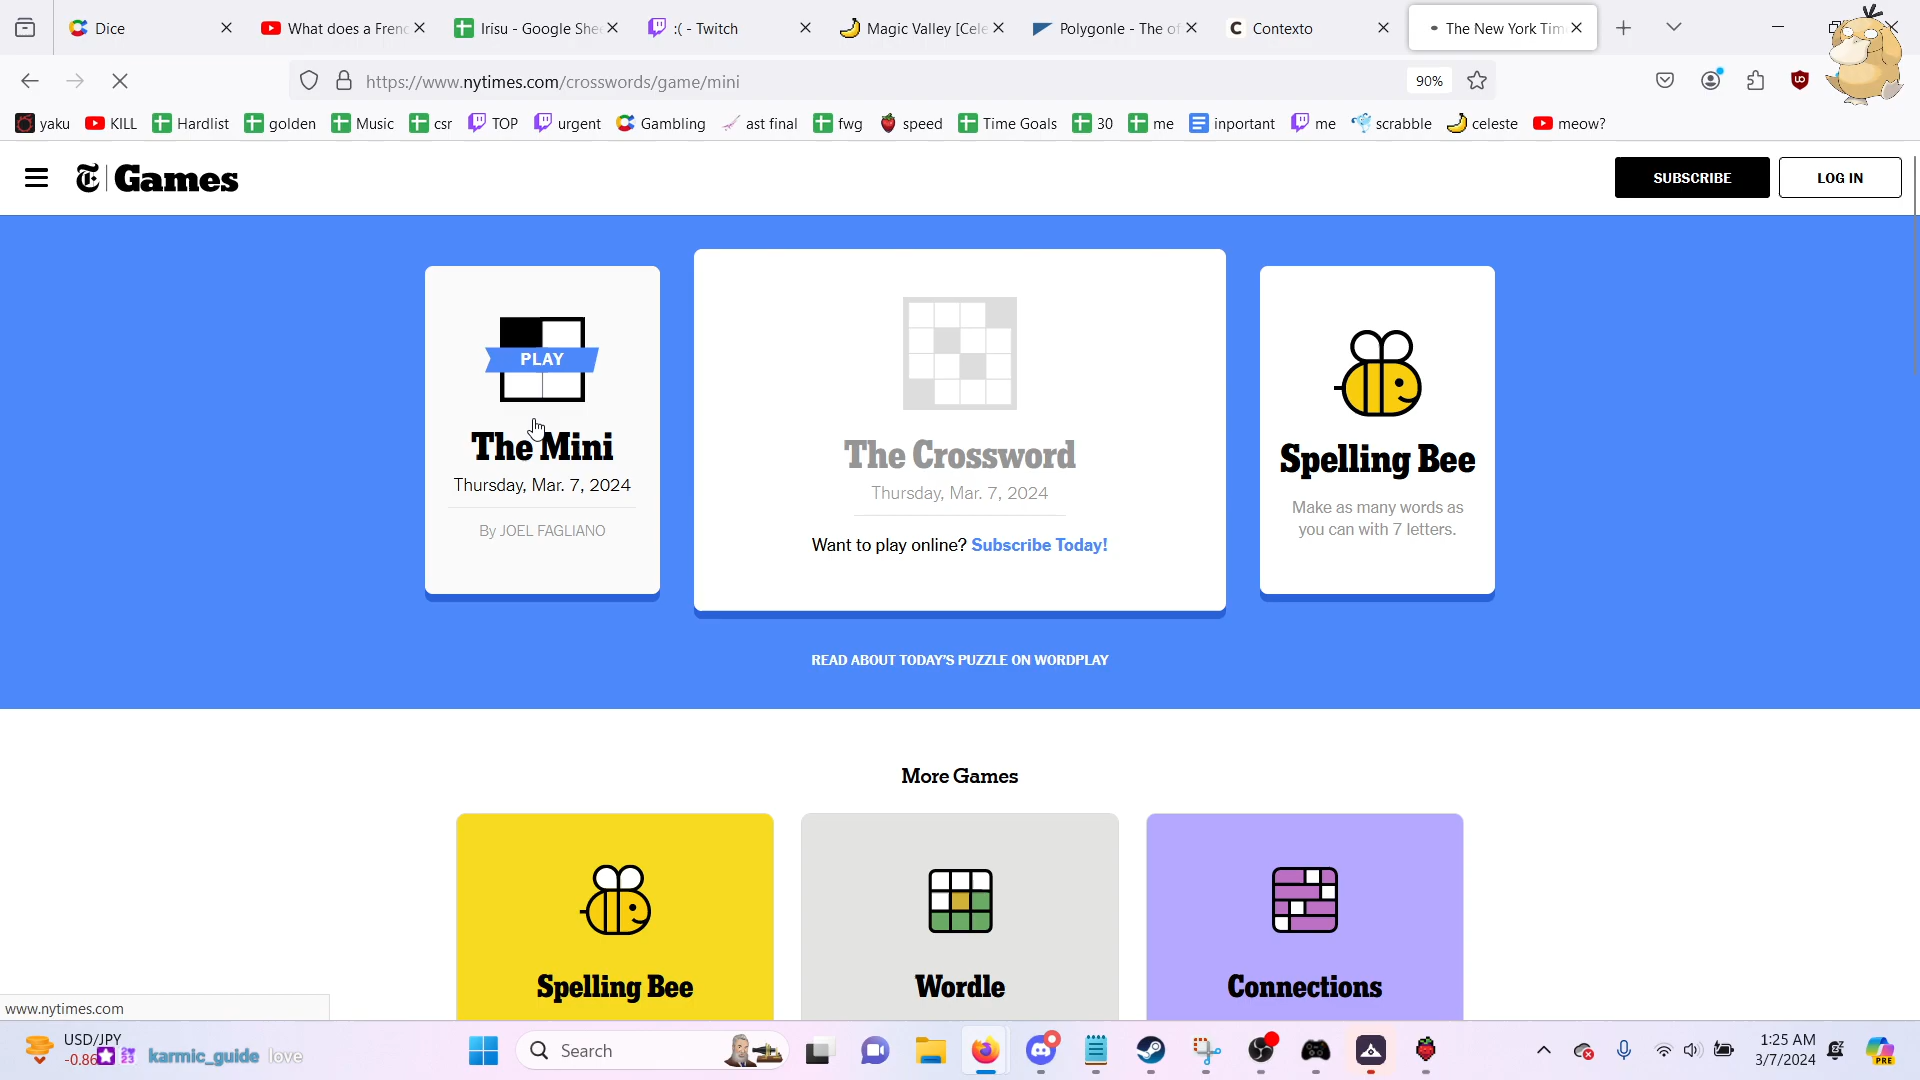 Dice
What does a Frenc
Irisu - Google Shee
:( - Twitch
Magic Valley [Cele
Polygonle - The of
Contexto
The New York Tim
https://www.nytimes.com/crosswords/game/mini
90%
yaku
KILL
Hardlist
golden
Music
csr
TOP
urgent
Gambling
ast final
fwg
speed
Time Goals
30
me
inportant
me
scrabble
celeste
meow?
Games
SUBSCRIBE
LOG IN
PLAY
The Mini
Thursday, Mar. 7, 2024
By JOEL FAGLIANO
The Crossword
Thursday, Mar. 7, 2024
Want to play online? Subscribe Today!
Spelling Bee
Make as many words as
you can with 7 letters.
READ ABOUT TODAY'S PUZZLE ON WORDPLAY
More Games
Spelling Bee
Wordle
Connections
www.nytimes.com
USD/JPY
-0.86
karmic_guide love
Search
1:25 AM
3/7/2024
PRE